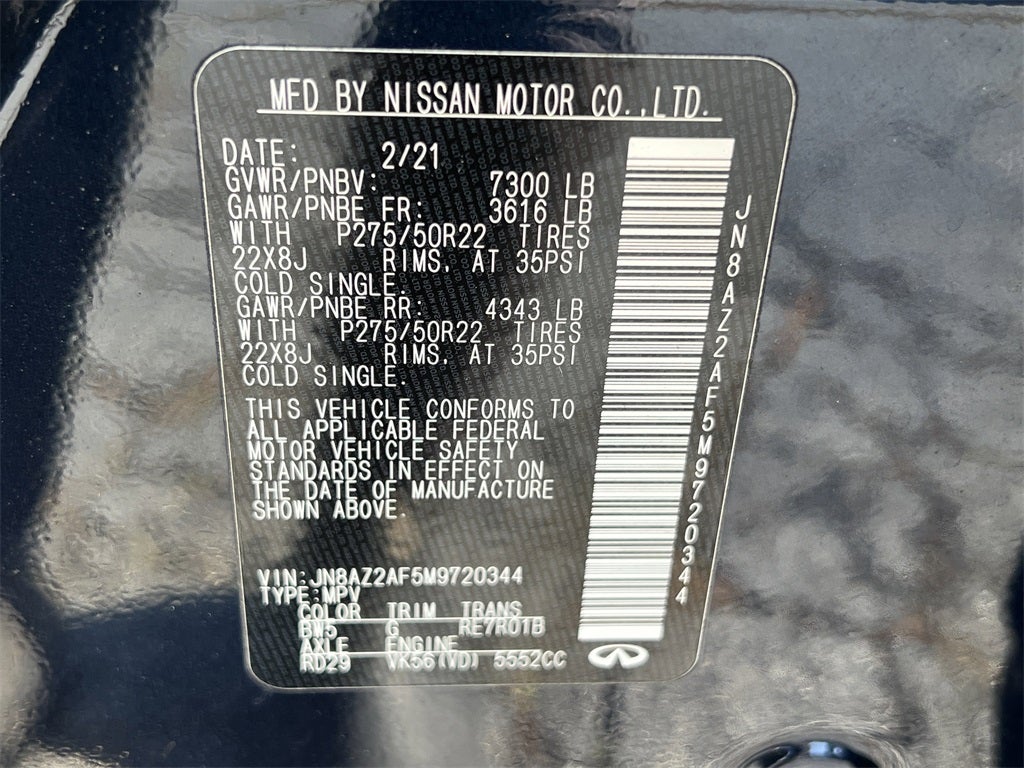 MFD BY NISSAN MOTOR CO.,LTD.
DATE: 2/21
GVWR/PNBV: 7300 LB
GAWR/PNBE FR: 3616 LB
WITH P275/50R22 TIRES
22X8J RIMS, AT 35PSI
COLD SINGLE.
GAWR/PNBE RR: 4343 LB
WITH P275/50R22 TIRES
22X8J RIMS, AT 35PSI
COLD SINGLE.
THIS VEHICLE CONFORMS TO
ALL APPLICABLE FEDERAL
MOTOR VEHICLE SAFETY
STANDARDS IN EFFECT ON
THE DATE OF MANUFACTURE
SHOWN ABOVE.
VIN:JN8AZ2AF5M9720344
TYPE:MPV
COLOR TRIM TRANS
BW5 G RE7R01B
AXLE ENGINE
RD29 VK56(VD) 5552CC
JN8AZ2AF5M9720344